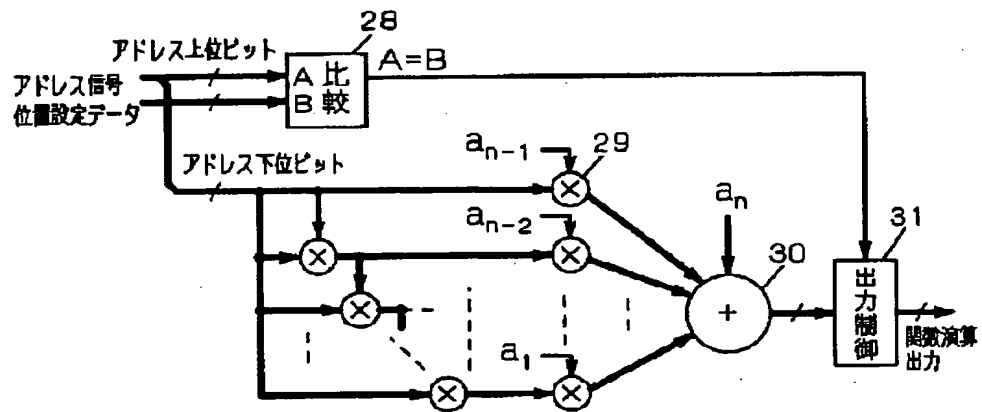 28
アドレス上位ビット
A=B
アドレス信号
A 比較
B
位置設定データ
アドレス下位ビット
a_{n-1}
29
a_{n-2}
a_n
30
31
出力制御
関数演算
出力
a_1
× × × × × ×
+